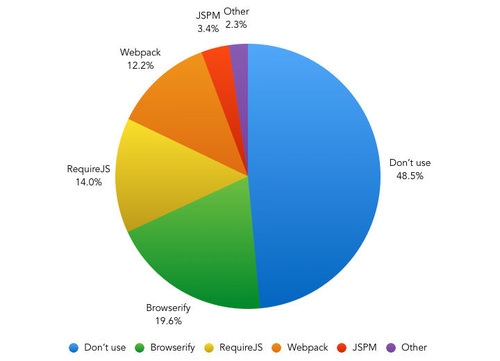 JSPM
3.4%
Other
2.3%
Webpack
12.2%
RequireJS
14.0%
Don't use
48.5%
Browserify
19.6%
Don't use Browserify RequireJS Webpack JSPM Other